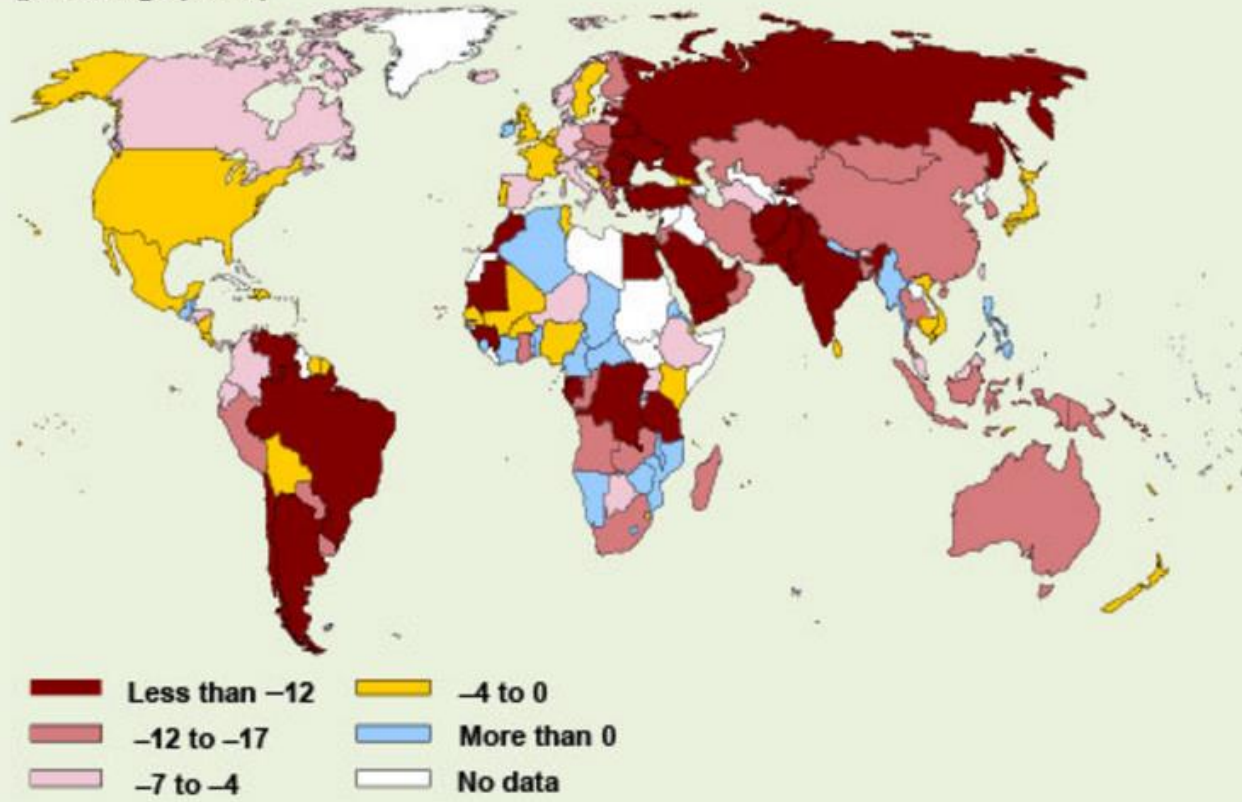 Less than −12
−12 to −17
−7 to −4
−4 to 0
More than 0
No data